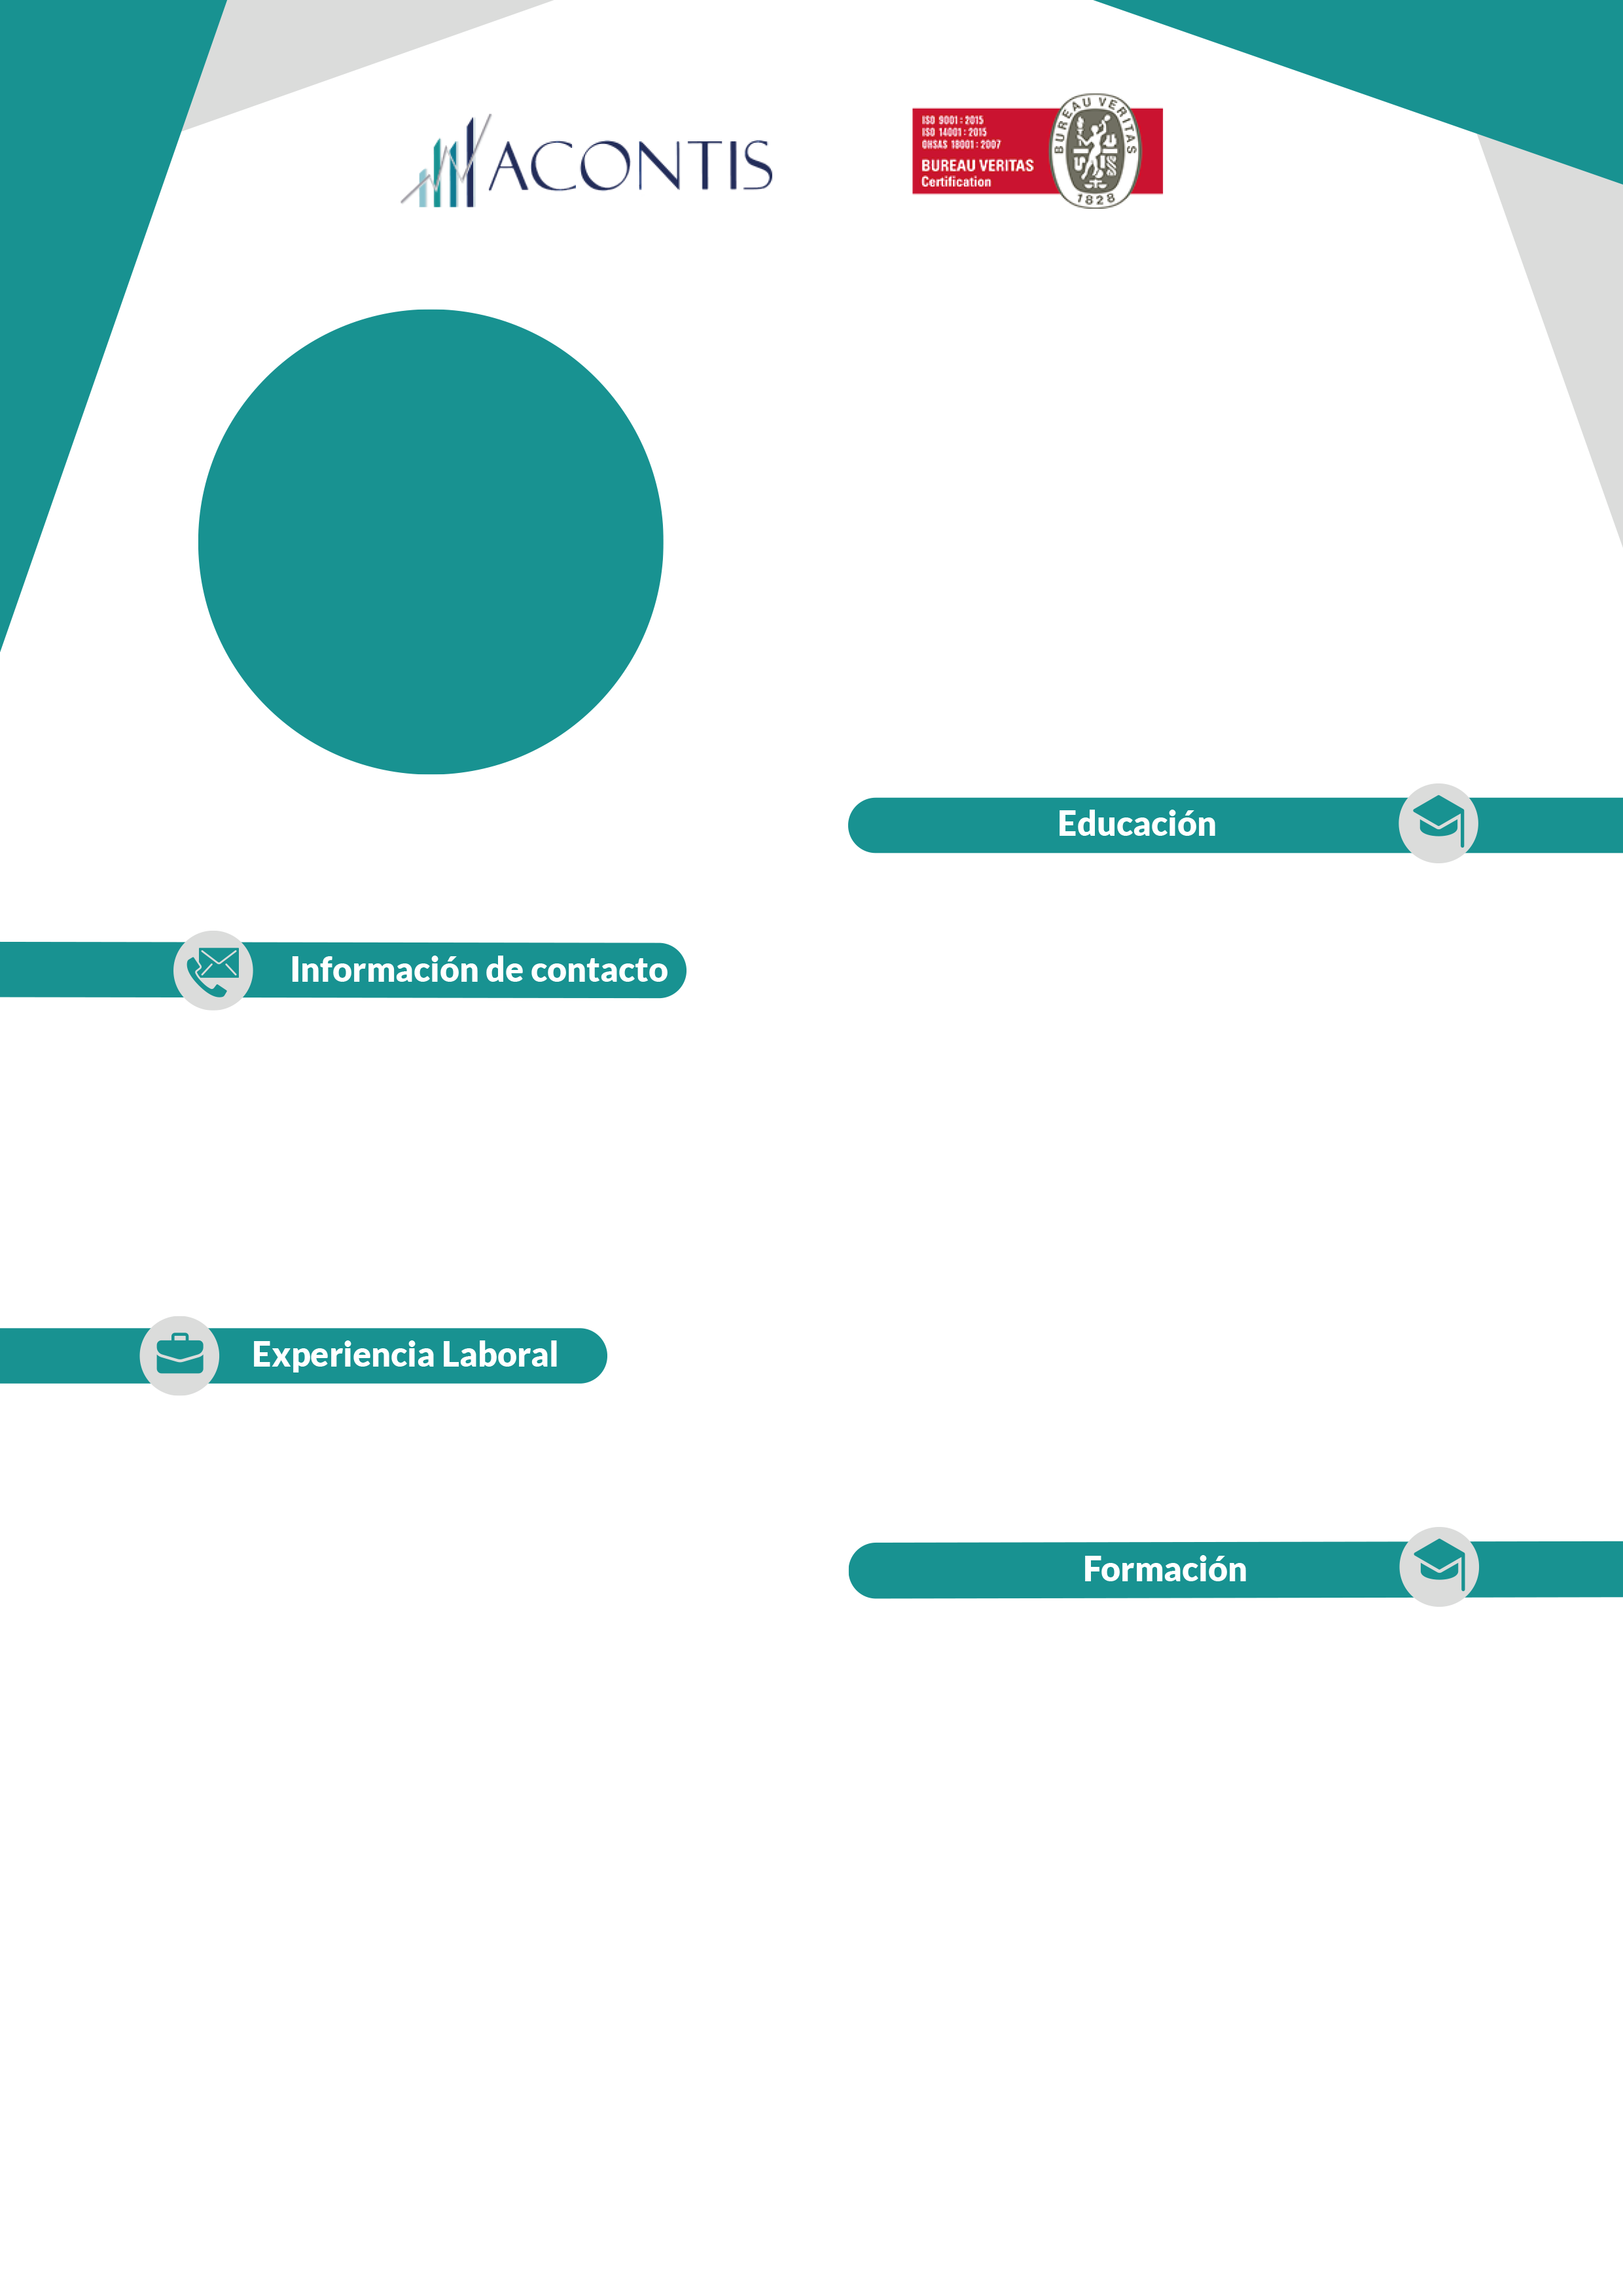 ACONTIS
ISO 9001 : 2015
ISO 14001 : 2015
OHSAS 18001 : 2007
BUREAU VERITAS
Certification
BUREAU VERITAS
1828
Educación
Información de contacto
Experiencia Laboral
Formación